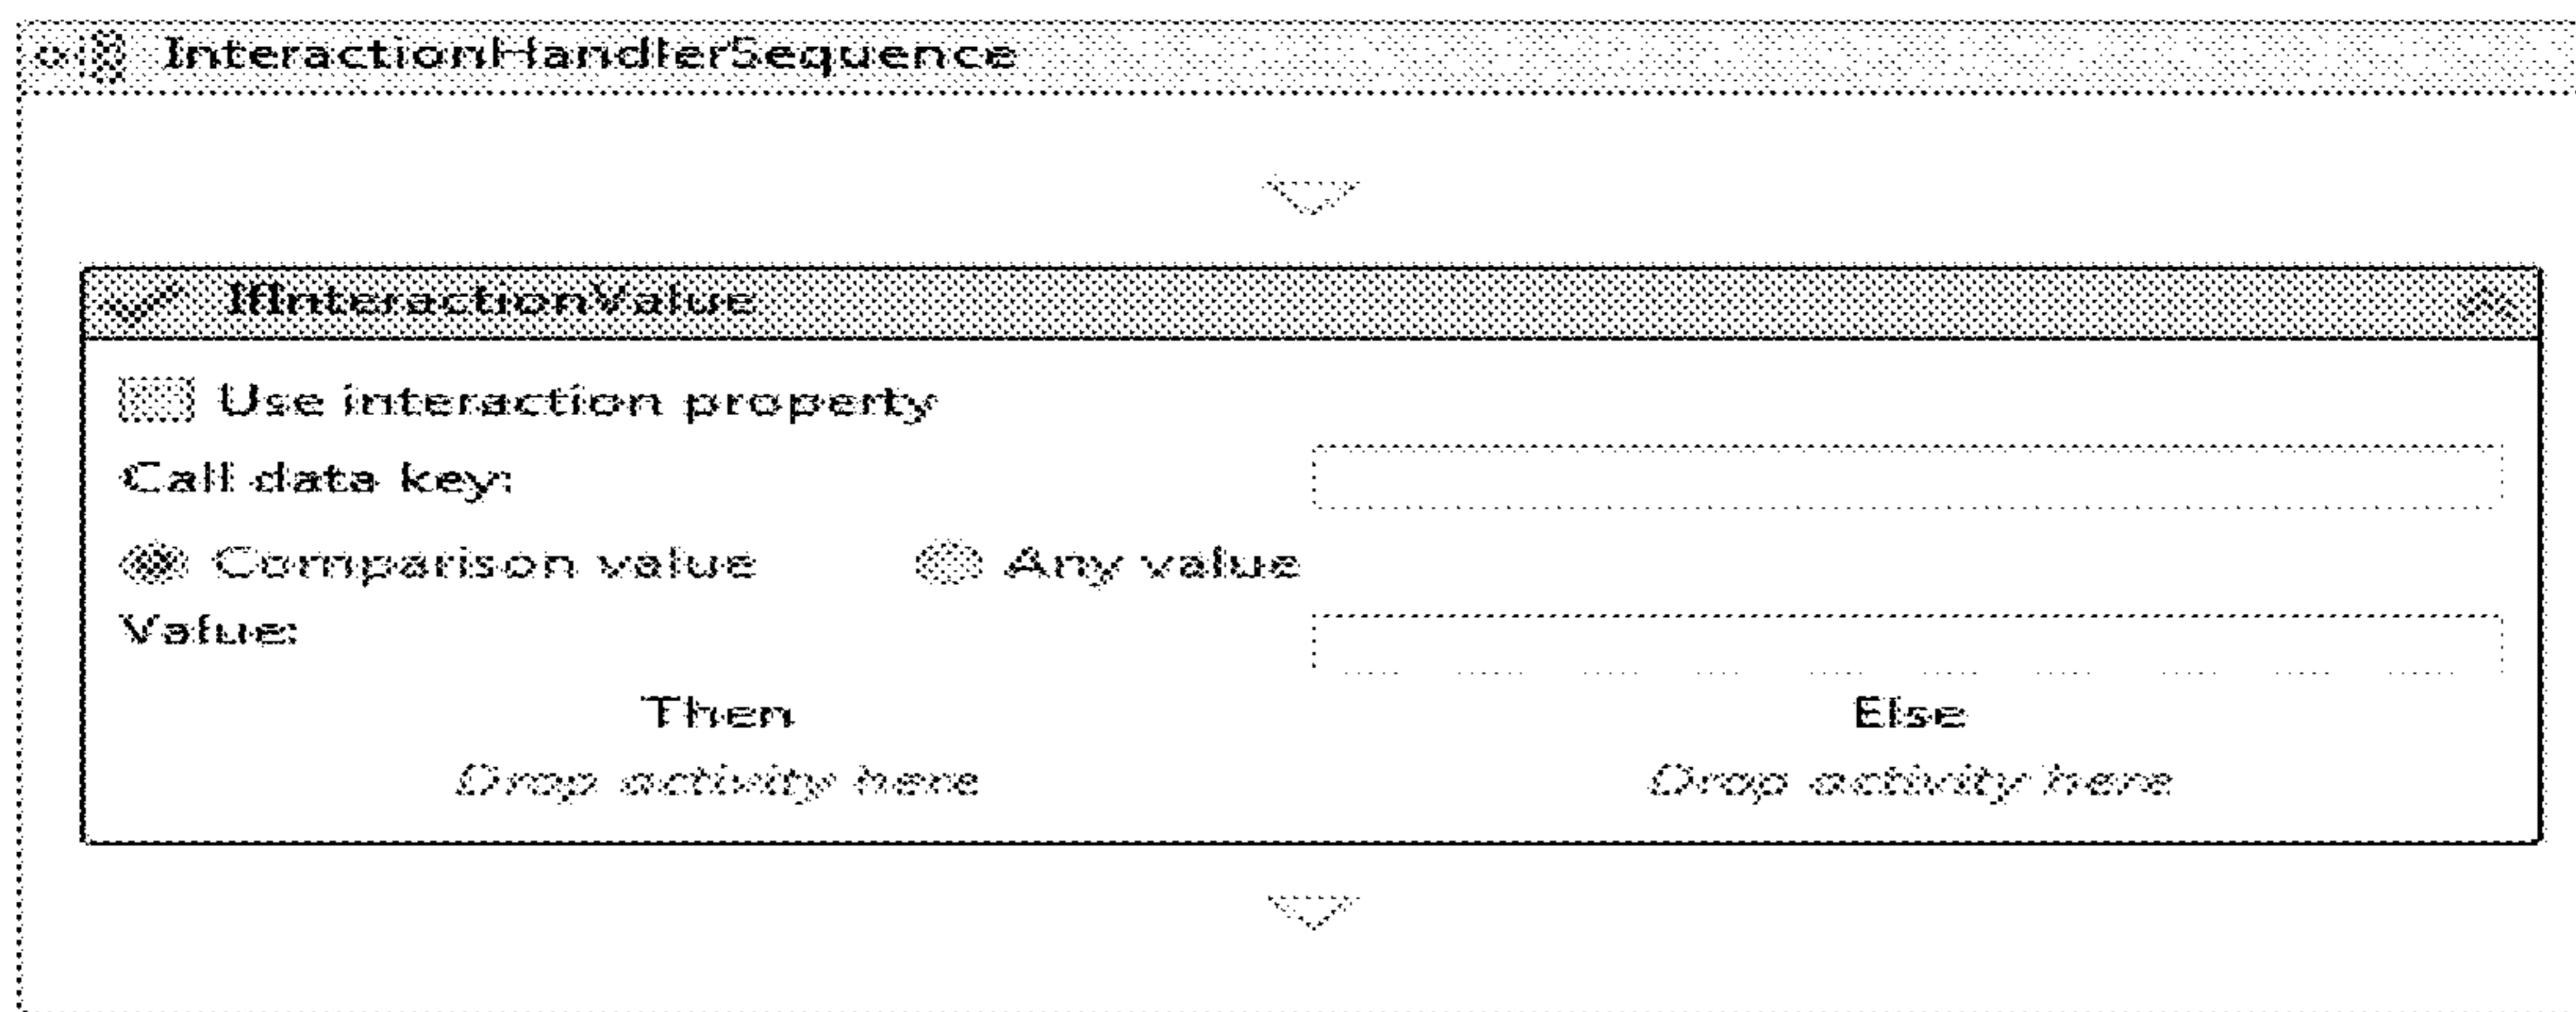 InteractionHandlerSequence
IfInteractionValue
Use interaction property
Call data key:
Comparison value Any value
Value:
Then Else
Drop activity here Drop activity here